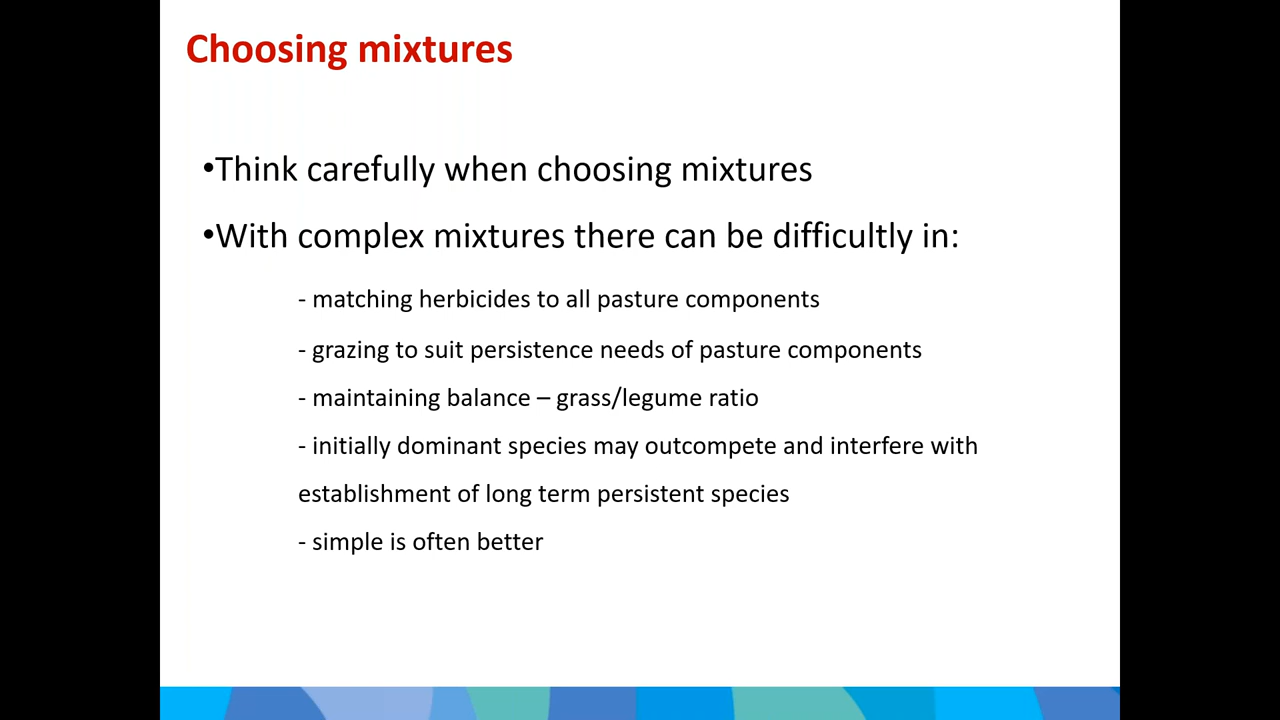 Choosing mixtures
•Think carefully when choosing mixtures
•With complex mixtures there can be difficultly in:
- matching herbicides to all pasture components
- grazing to suit persistence needs of pasture components
- maintaining balance – grass/legume ratio
- initially dominant species may outcompete and interfere with
establishment of long term persistent species
- simple is often better